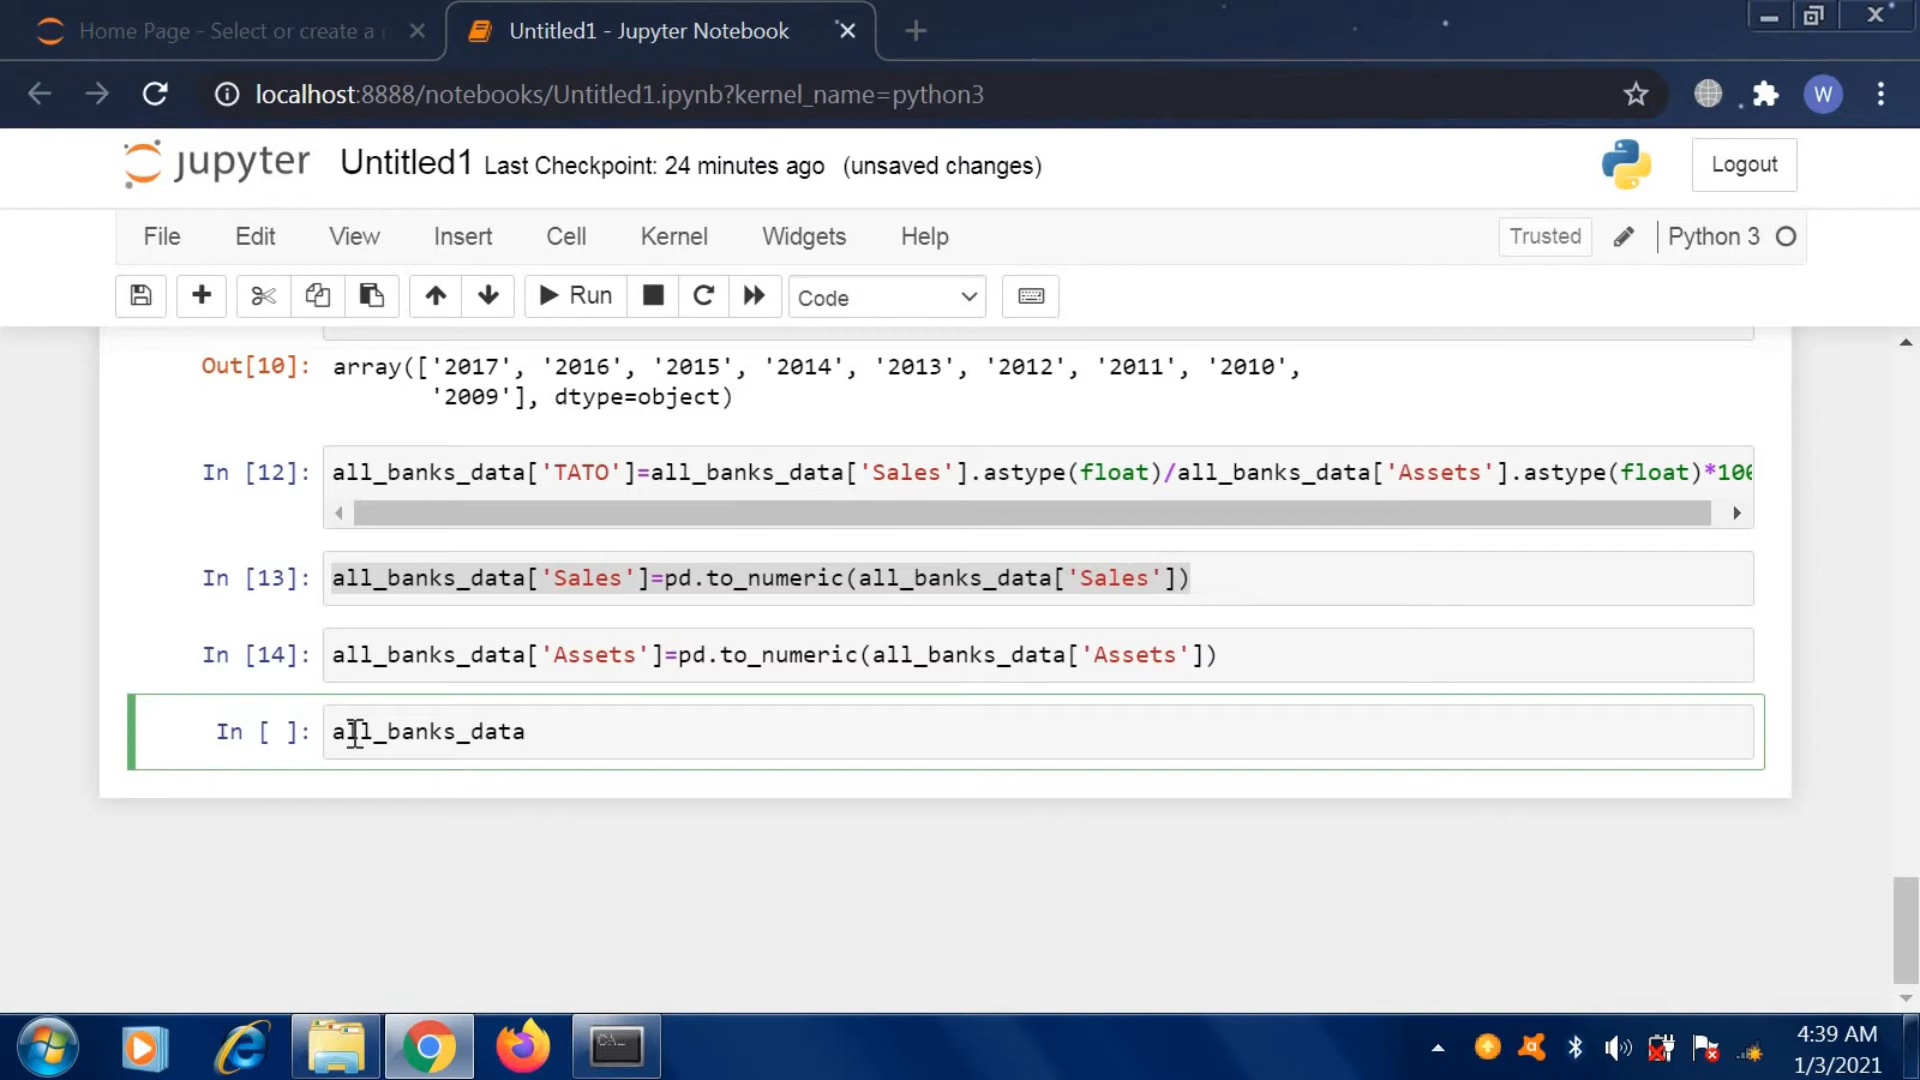 Home Page - Select or create a
Untitled1 - Jupyter Notebook
localhost:8888/notebooks/Untitled1.ipynb?kernel_name=python3
W
jupyter Untitled1 Last Checkpoint: 24 minutes ago (unsaved changes)
Logout
File Edit View Insert Cell Kernel Widgets Help
Trusted Python 3
Run Code
Out[10]: array(['2017', '2016', '2015', '2014', '2013', '2012', '2011', '2010',
'2009'], dtype=object)
In [12]: all_banks_data['TATO']=all_banks_data['Sales'].astype(float)/all_banks_data['Assets'].astype(float)*100
In [13]: all_banks_data['Sales']=pd.to_numeric(all_banks_data['Sales'])
In [14]: all_banks_data['Assets']=pd.to_numeric(all_banks_data['Assets'])
In [ ]: all_banks_data
4:39 AM
1/3/2021